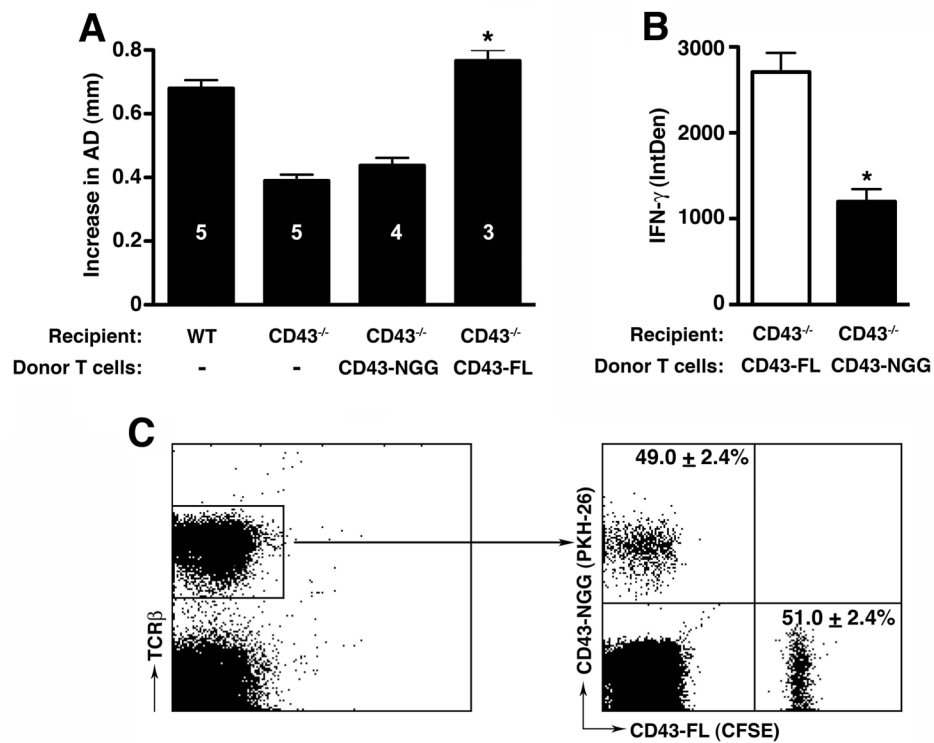 A
Increase in AD (mm)
0.8
0.6
0.4
0.2
0
*
5
5
4
3
Recipient: WT CD43-/- CD43-/- CD43-/-
Donor T cells: - - CD43-NGG CD43-FL
B
IFN-γ (IntDen)
3000
2000
1000
0
*
Recipient: CD43-/- CD43-/-
Donor T cells: CD43-FL CD43-NGG
C
TCRβ
CD43-NGG (PKH-26)
49.0 ± 2.4%
51.0 ± 2.4%
CD43-FL (CFSE)